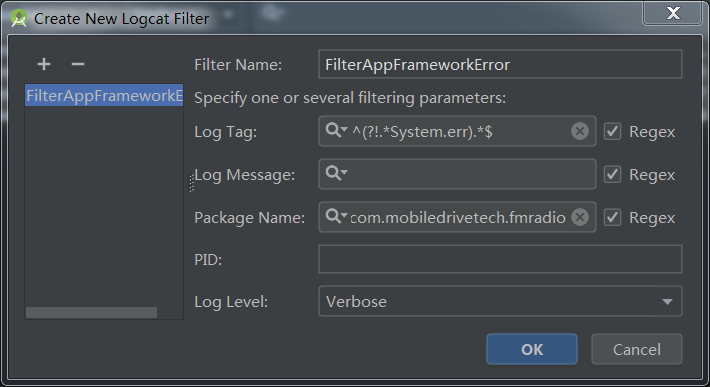 Create New Logcat Filter
X
FilterAppFrameworkE
Filter Name: FilterAppFrameworkError
Specify one or several filtering parameters:
Log Tag: ^(?!.*System.err).*$ Regex
Log Message: Regex
Package Name: com.mobiledrivetech.fmradio Regex
PID:
Log Level: Verbose
OK Cancel